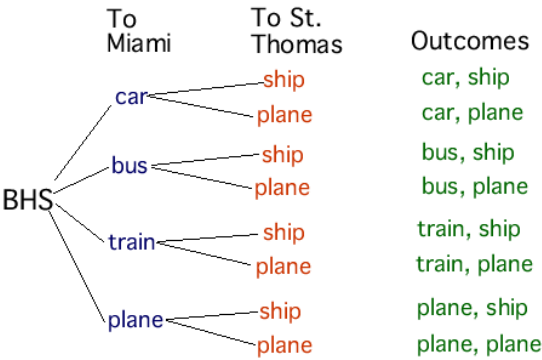 To
Miami
To St.
Thomas
Outcomes
BHS
car
ship
car, ship
plane
car, plane
bus
ship
bus, ship
plane
bus, plane
train
ship
train, ship
plane
train, plane
plane
ship
plane, ship
plane
plane, plane